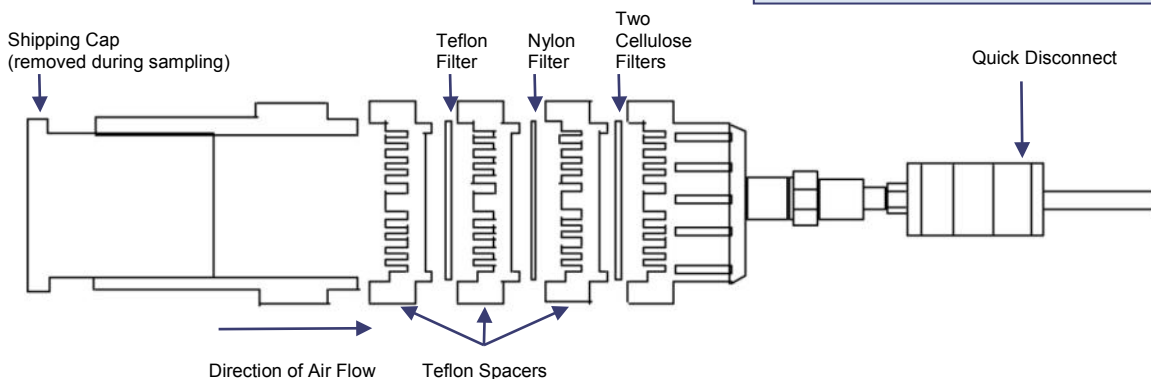 Shipping Cap
(removed during sampling)
Teflon
Filter
Nylon
Filter
Two
Cellulose
Filters
Quick Disconnect
Direction of Air Flow
Teflon Spacers